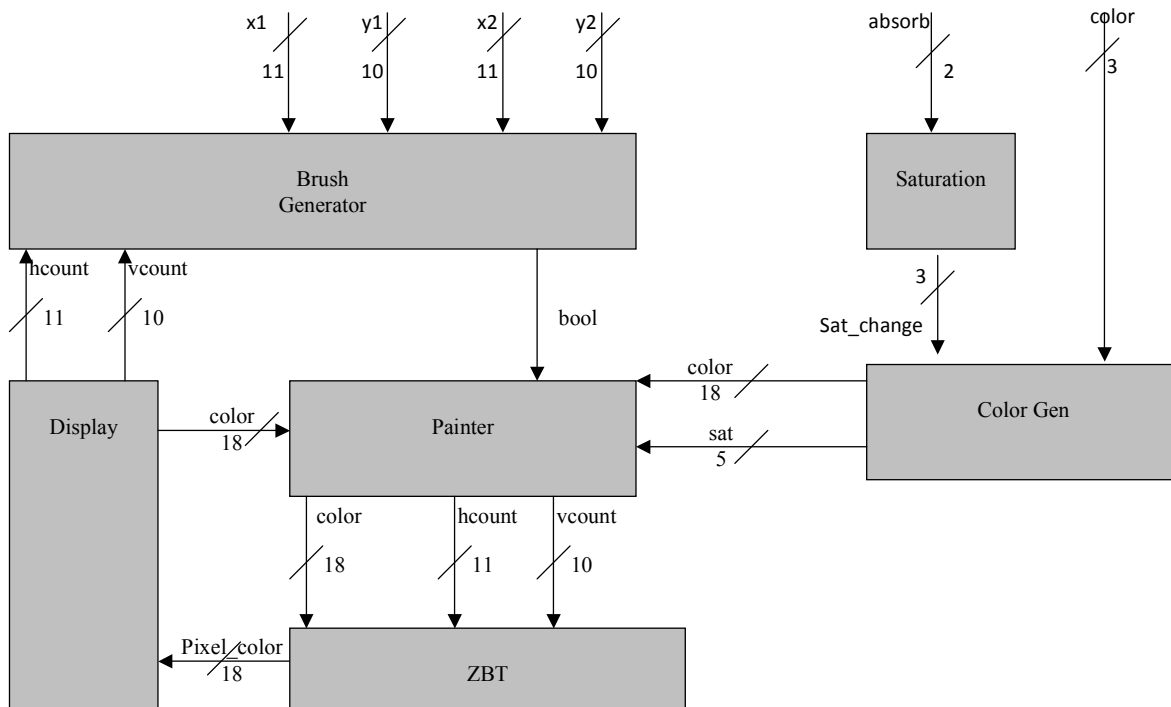 x1
y1
x2
y2
absorb
color
11
10
11
10
2
3
Brush
Generator
Saturation
hcount
vcount
11
10
bool
3
Sat_change
Display
color
18
Painter
color
18
sat
5
Color Gen
color
hcount
vcount
18
11
10
Pixel_color
18
ZBT